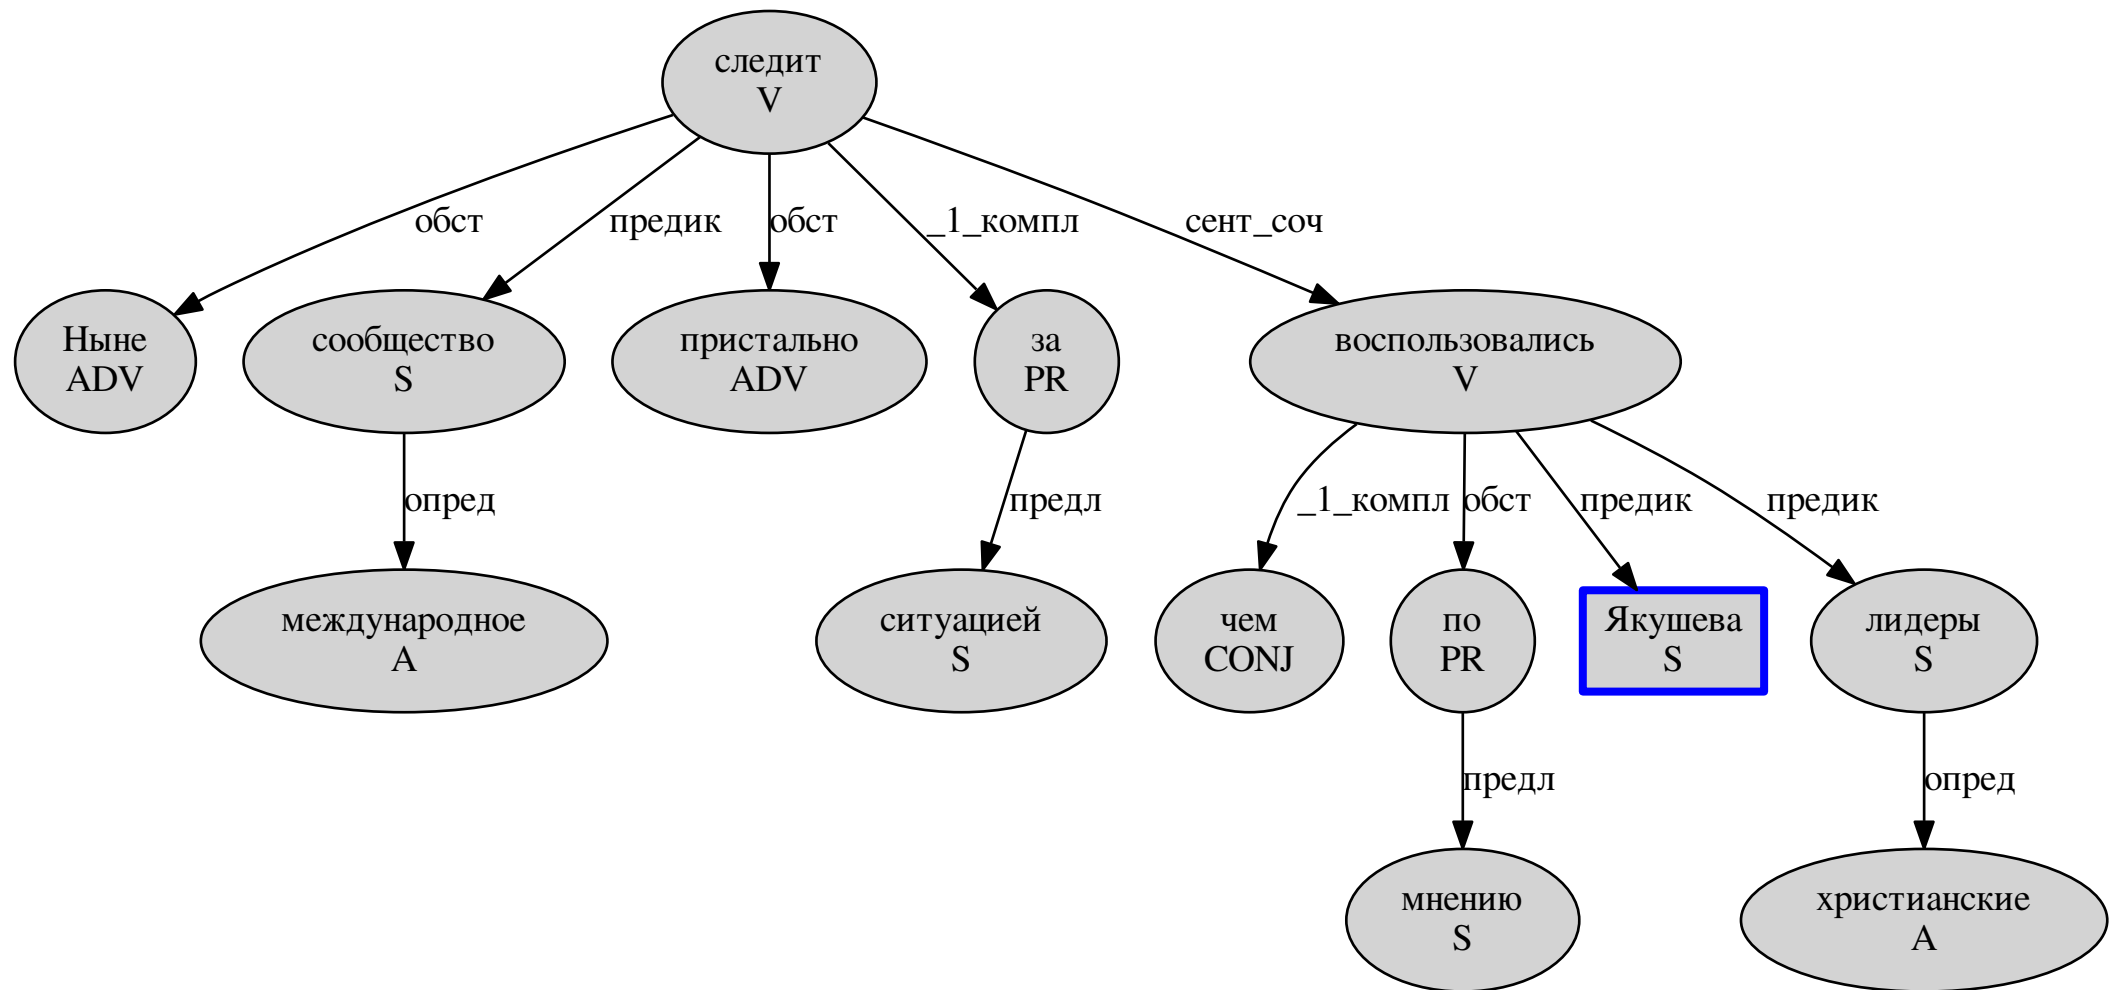 следит
V
обст
предик
обст
_1_компл
сент_соч
Ныне
ADV
сообщество
S
пристально
ADV
за
PR
воспользовались
V
опред
предл
_1_компл
обст
предик
предик
международное
A
ситуацией
S
чем
CONJ
по
PR
Якушева
S
лидеры
S
предл
опред
мнению
S
христианские
A